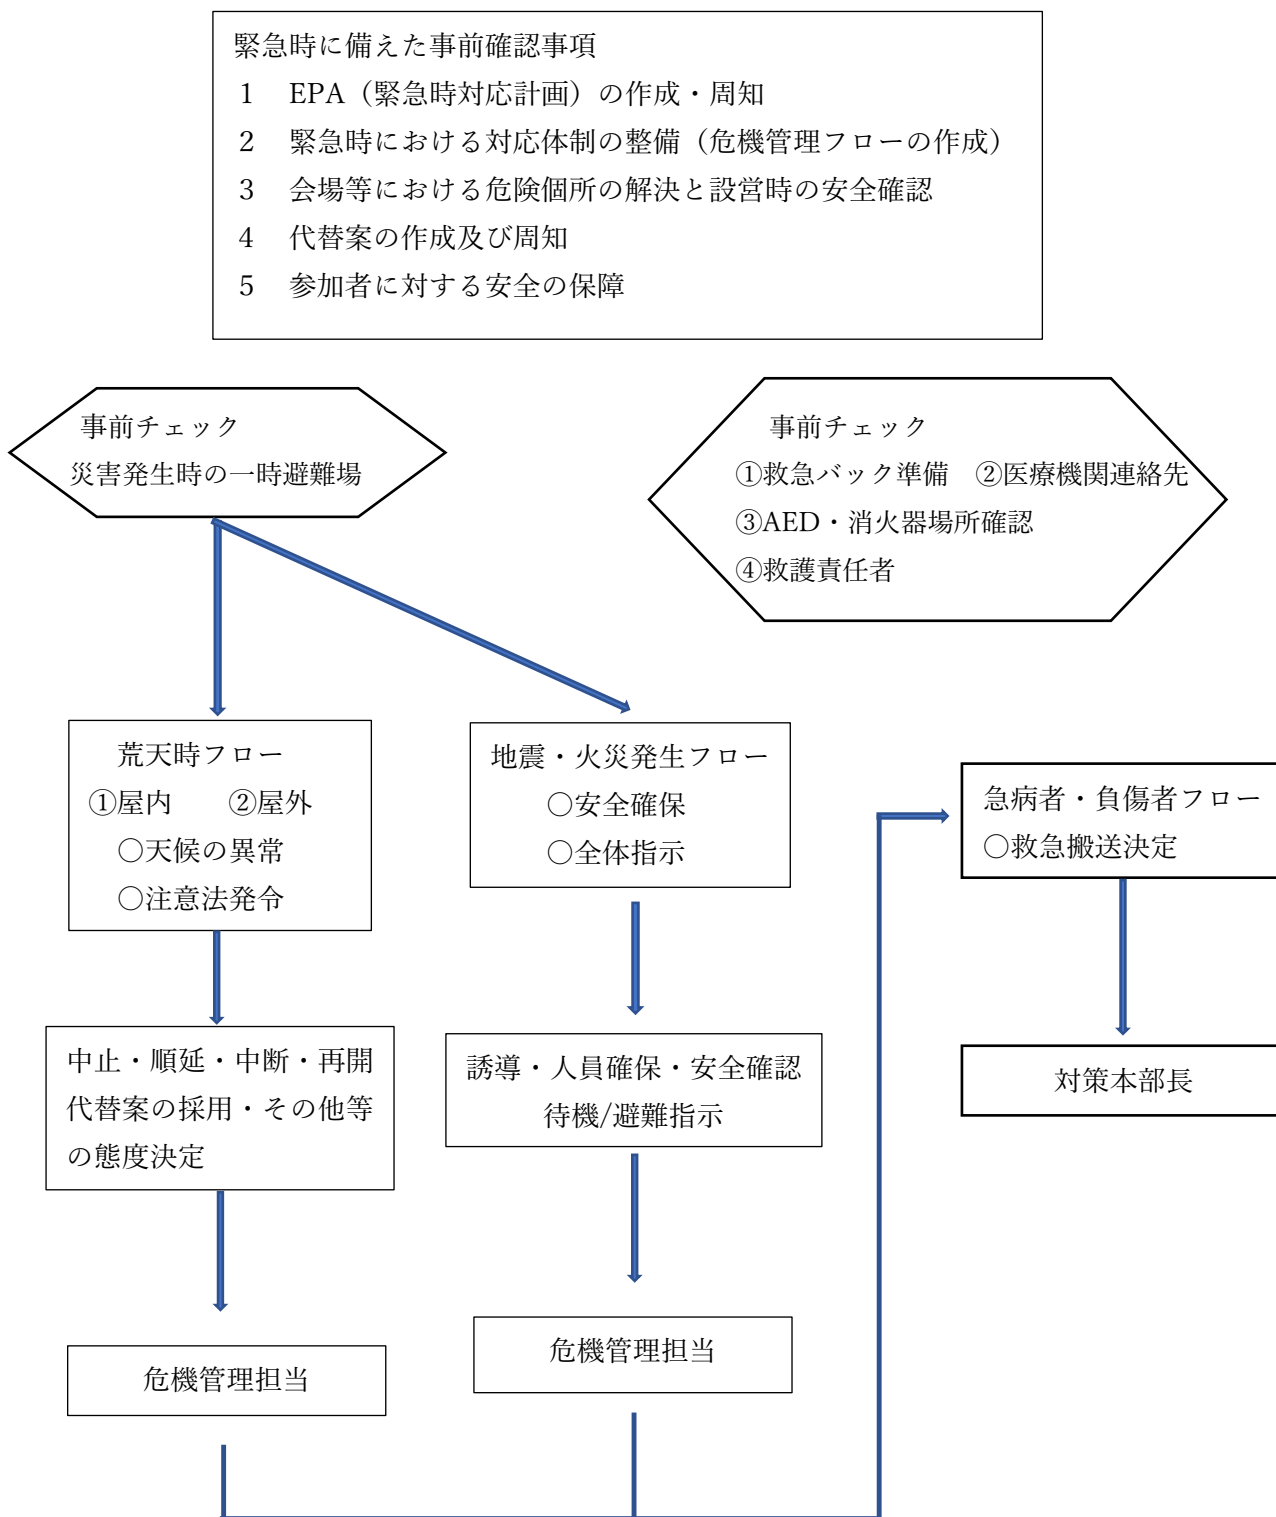 緊急時に備えた事前確認事項
1 EPA（緊急時対応計画）の作成・周知
2 緊急時における対応体制の整備（危機管理フローの作成）
3 会場等における危険個所の解決と設営時の安全確認
4 代替案の作成及び周知
5 参加者に対する安全の保障
事前チェック
災害発生時の一時避難場
事前チェック
①救急バック準備 ②医療機関連絡先
③AED・消火器場所確認
④救護責任者
荒天時フロー
①屋内 ②屋外
○天候の異常
○注意法発令
地震・火災発生フロー
○安全確保
○全体指示
急病者・負傷者フロー
○救急搬送決定
中止・順延・中断・再開
代替案の採用・その他等
の態度決定
誘導・人員確保・安全確認
待機/避難指示
対策本部長
危機管理担当
危機管理担当